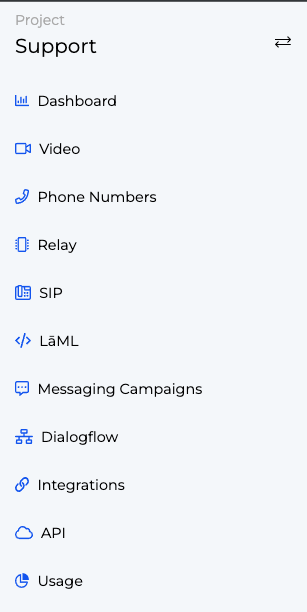 Project
Support
Dashboard
Video
Phone Numbers
Relay
SIP
LāML
Messaging Campaigns
Dialogflow
Integrations
API
Usage